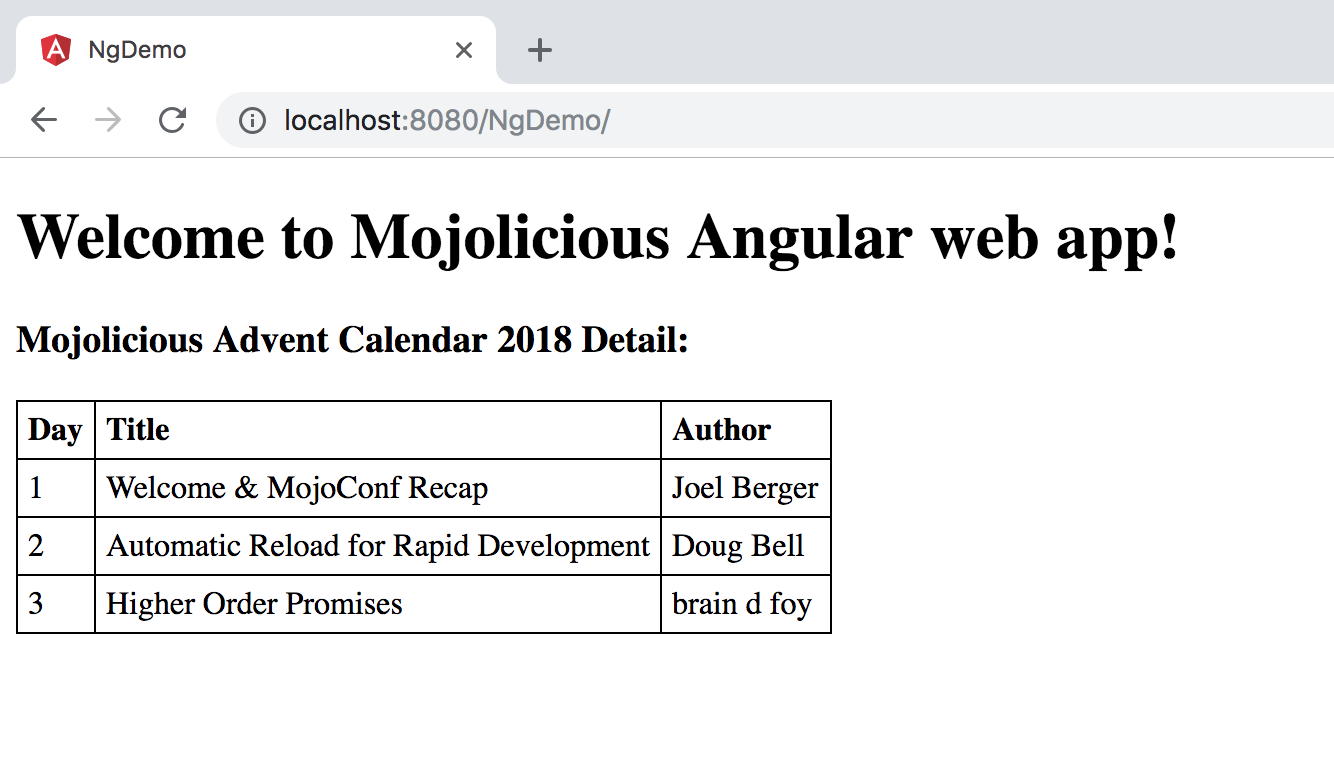 NgDemo
localhost:8080/NgDemo/
Welcome to Mojolicious Angular web app!
Mojolicious Advent Calendar 2018 Detail:
Day Title Author
1 Welcome & MojoConf Recap Joel Berger
2 Automatic Reload for Rapid Development Doug Bell
3 Higher Order Promises brain d foy